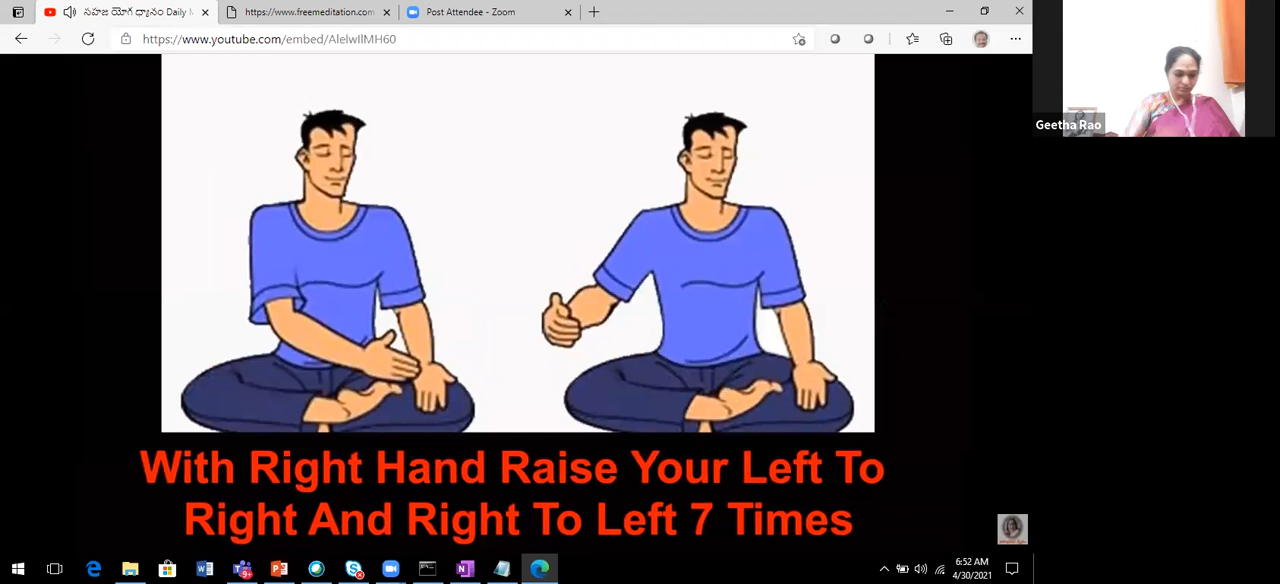 సహజ యోగ ధ్యానం Daily
https://www.freemeditation.com
Post Attendee - Zoom
https://www.youtube.com/embed/AlelwIlMH60
Geetha Rao
With Right Hand Raise Your Left To
Right And Right To Left 7 Times
6:52 AM
4/30/2021